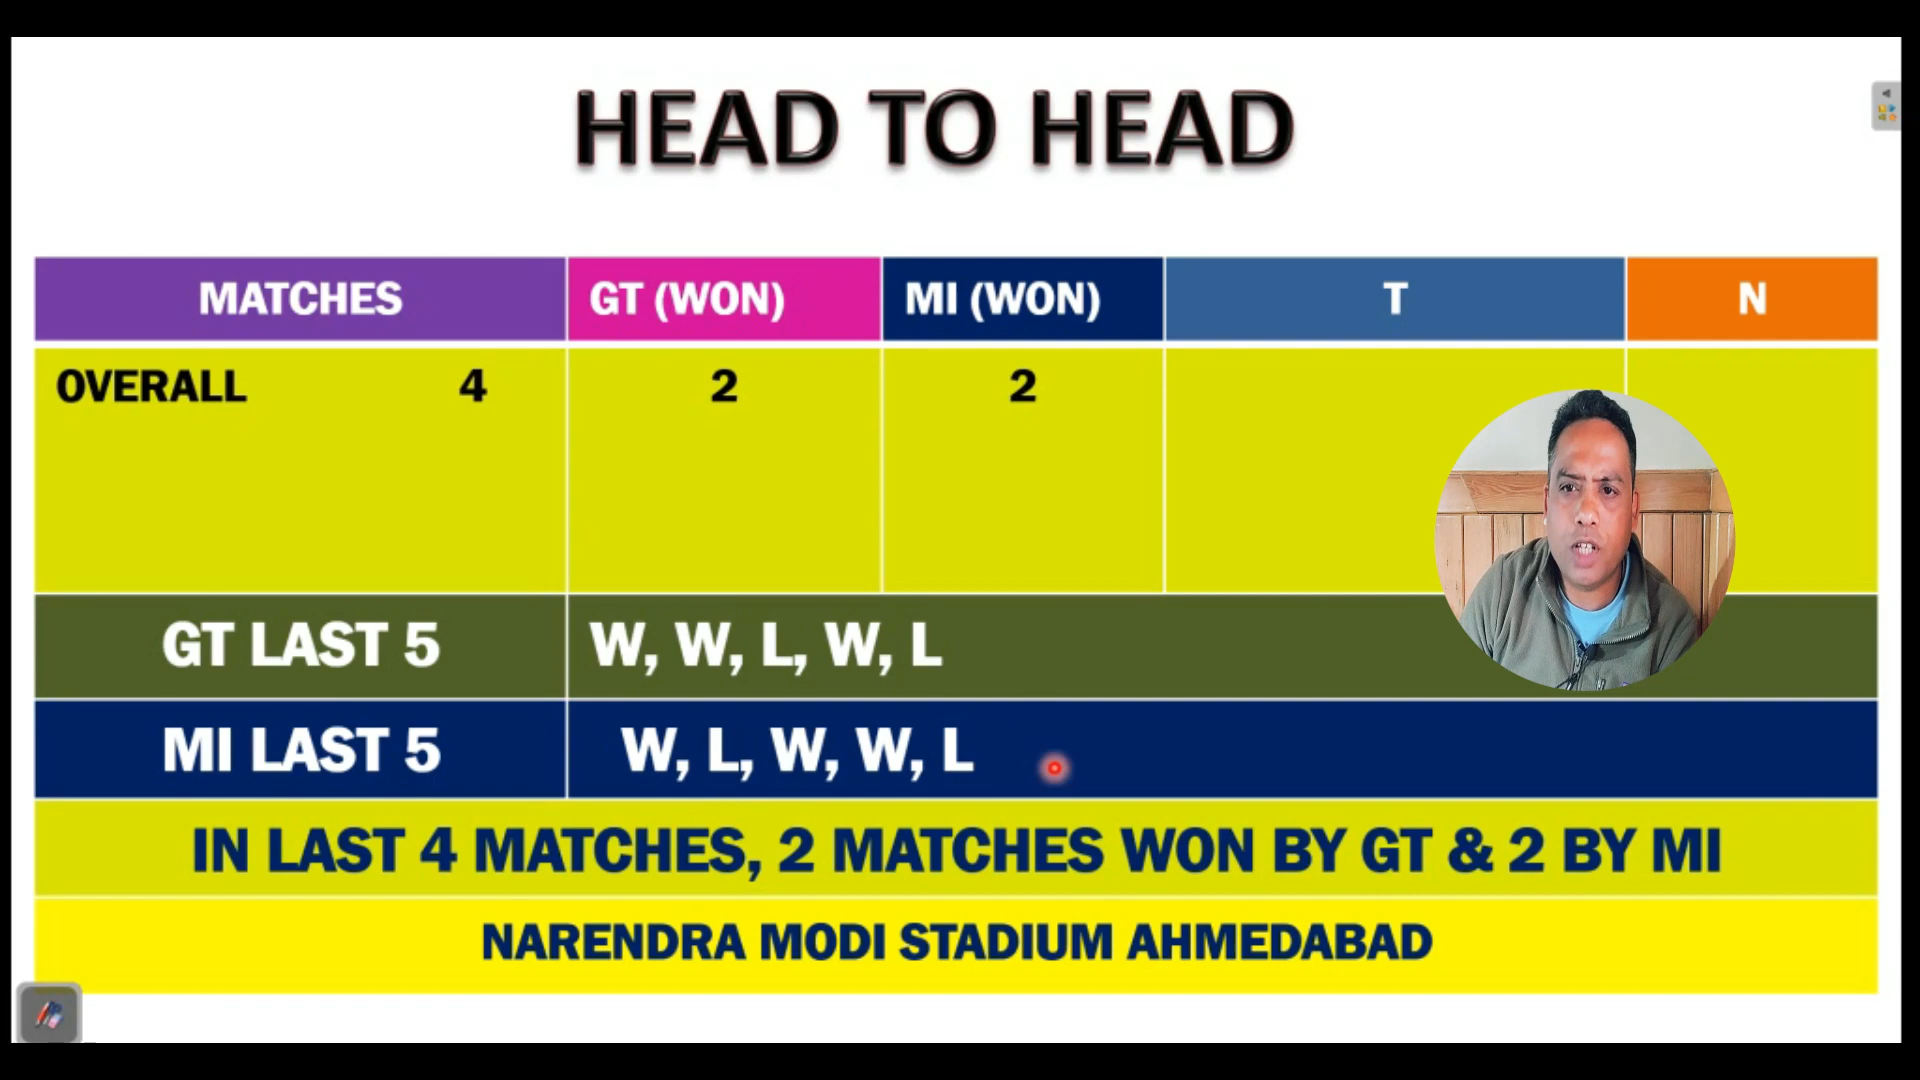 HEAD TO HEAD
MATCHES GT (WON) MI (WON) T N
OVERALL 4 2 2
GT LAST 5 W, W, L, W, L
MI LAST 5 W, L, W, W, L
IN LAST 4 MATCHES, 2 MATCHES WON BY GT & 2 BY MI
NARENDRA MODI STADIUM AHMEDABAD